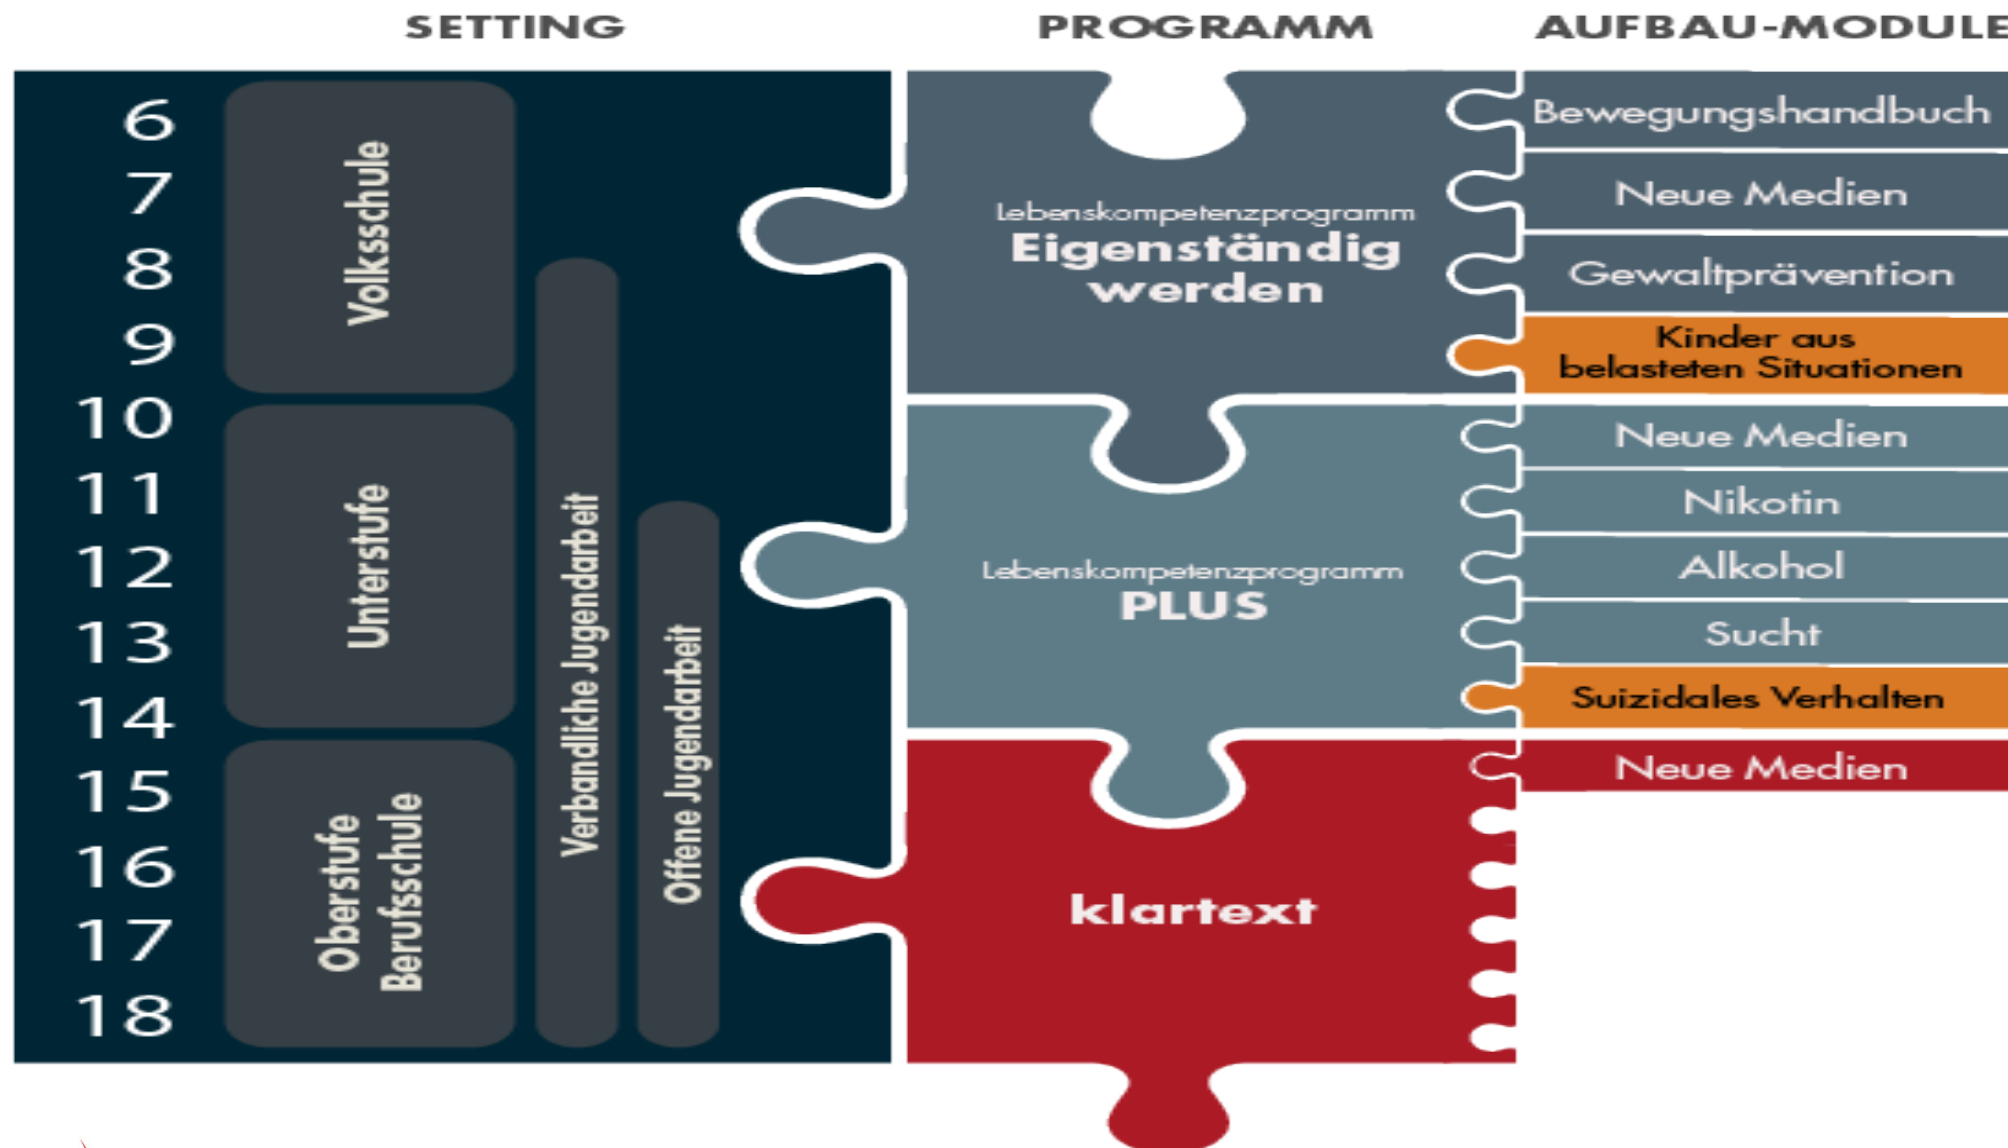 SETTING
PROGRAMM
AUFBAU-MODULE
6
7
8
9
10
11
12
13
14
15
16
17
18
Volksschule
Unterstufe
Oberstufe
Berufsschule
Verbandliche Jugendarbeit
Offene Jugendarbeit
Lebenskompetenzprogramm
Eigenständig
werden
Lebenskompetenzprogramm
PLUS
klartext
Bewegungshandbuch
Neue Medien
Gewaltprävention
Kinder aus
belasteten Situationen
Neue Medien
Nikotin
Alkohol
Sucht
Suizidales Verhalten
Neue Medien